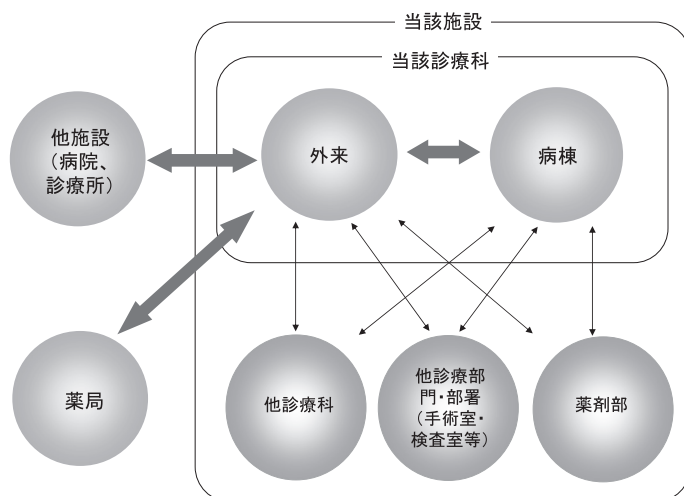 当該施設
当該診療科
他施設
（病院、
診療所）
外来
病棟
薬局
他診療科
他診療部
門・部署
（手術室・
検査室等）
薬剤部